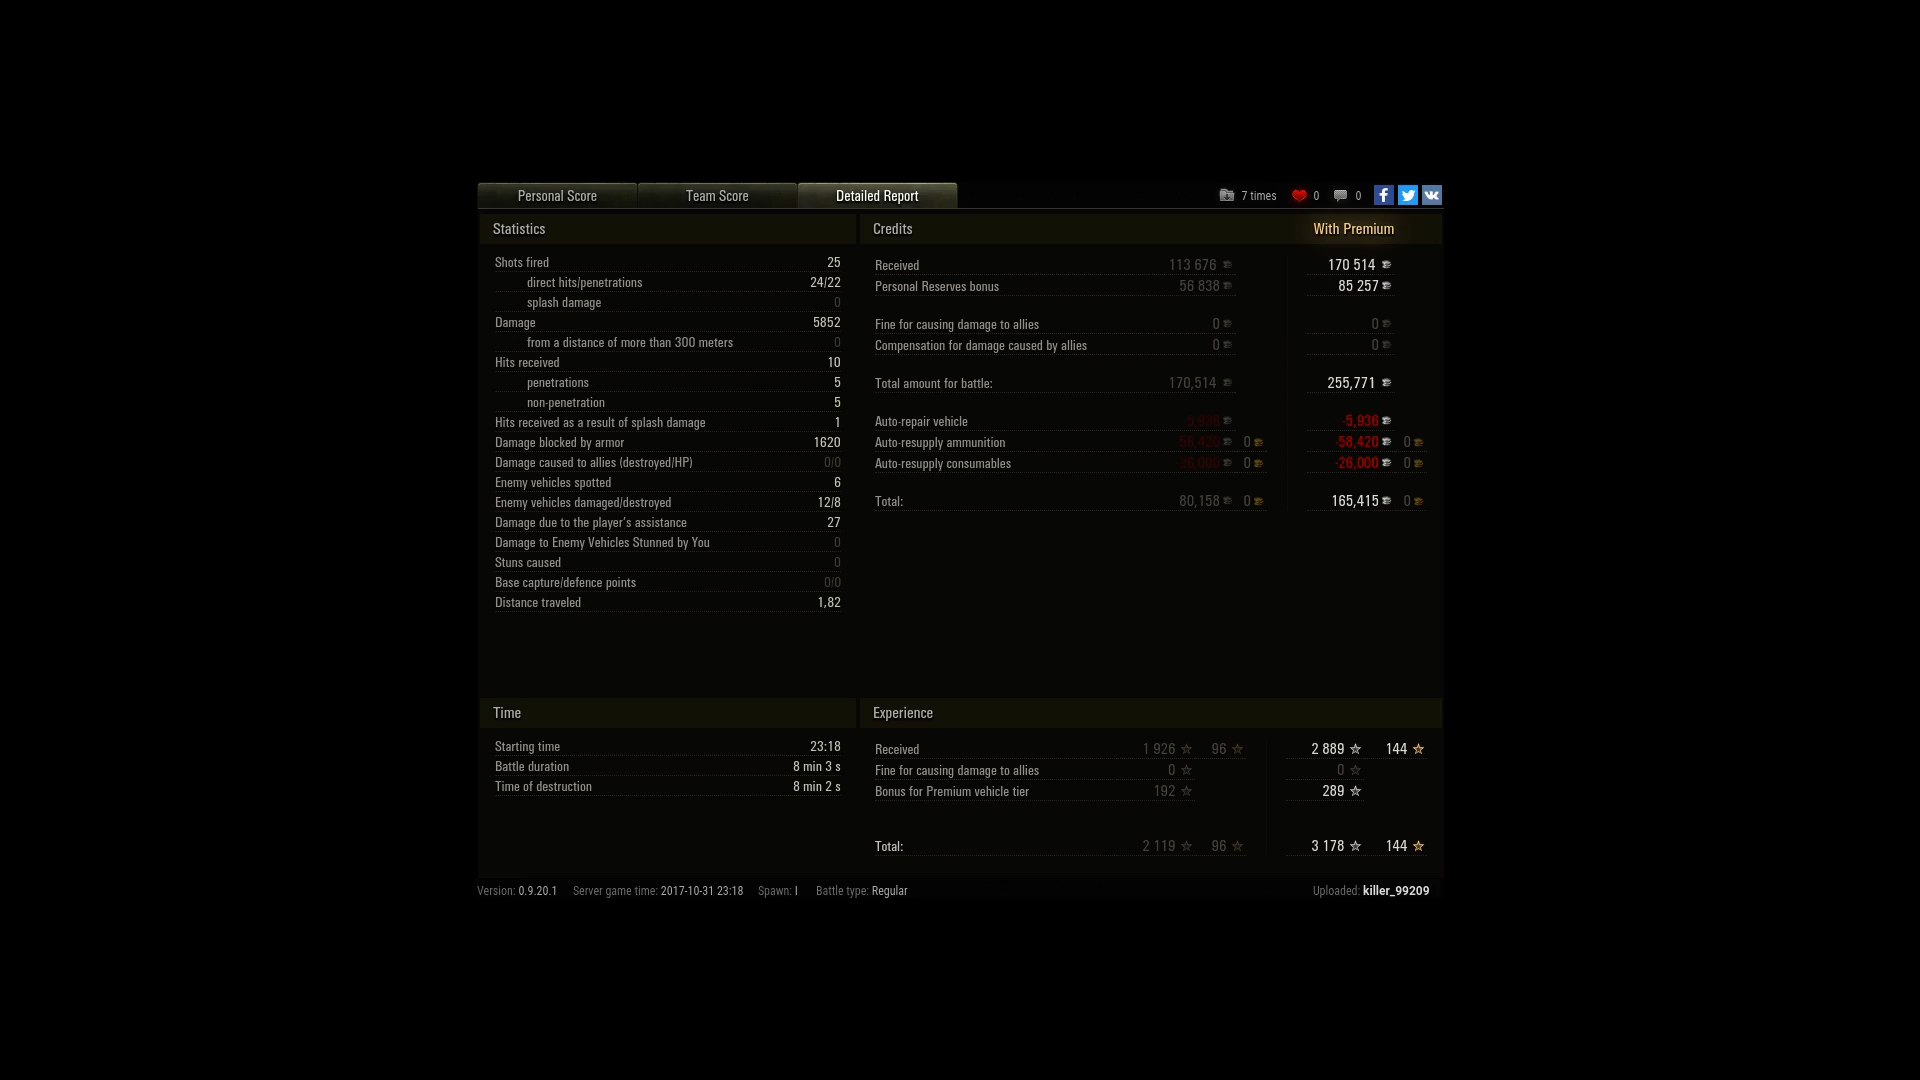 Personal Score Team Score Detailed Report 7 times 0 0
Statistics
Shots fired 25
direct hits/penetrations 24/22
splash damage 0
Damage 5852
from a distance of more than 300 meters 0
Hits received 10
penetrations 5
non-penetration 5
Hits received as a result of splash damage 1
Damage blocked by armor 1620
Damage caused to allies (destroyed/HP) 0/0
Enemy vehicles spotted 6
Enemy vehicles damaged/destroyed 12/8
Damage due to the player's assistance 27
Damage to Enemy Vehicles Stunned by You 0
Stuns caused 0
Base capture/defence points 0/0
Distance traveled 1,82
Credits With Premium
Received 113 676 170 514
Personal Reserves bonus 56 838 85 257
Fine for causing damage to allies 0 0
Compensation for damage caused by allies 0 0
Total amount for battle: 170,514 255,771
Auto-repair vehicle -5,936 -5,936
Auto-resupply ammunition -58,420 0 -58,420 0
Auto-resupply consumables -26,000 0 -26,000 0
Total: 80,158 0 165,415 0
Time
Starting time 23:18
Battle duration 8 min 3 s
Time of destruction 8 min 2 s
Experience
Received 1 926 96 2 889 144
Fine for causing damage to allies 0 0
Bonus for Premium vehicle tier 192 289
Total: 2 119 96 3 178 144
Version: 0.9.20.1 Server game time: 2017-10-31 23:18 Spawn: I Battle type: Regular Uploaded: killer_99209